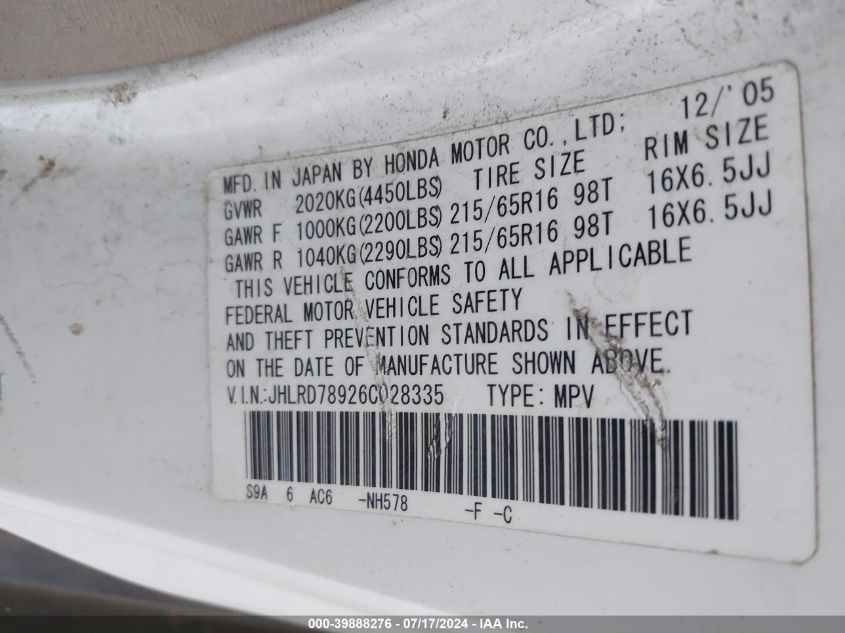 12/'05
MFD. IN JAPAN BY HONDA MOTOR CO.,LTD;
GVWR 2020KG(4450LBS) TIRE SIZE RIM SIZE
GAWR F 1000KG(2200LBS) 215/65R16 98T 16X6.5JJ
GAWR R 1040KG(2290LBS) 215/65R16 98T 16X6.5JJ
THIS VEHICLE CONFORMS TO ALL APPLICABLE
FEDERAL MOTOR VEHICLE SAFETY
AND THEFT PREVENTION STANDARDS IN EFFECT
ON THE DATE OF MANUFACTURE SHOWN ABOVE.
V.I.N.:JHLRD78926C028335 TYPE: MPV
S9A 6 AC6 -NH578 -F -C
000-39888276 - 07/17/2024 - IAA Inc.